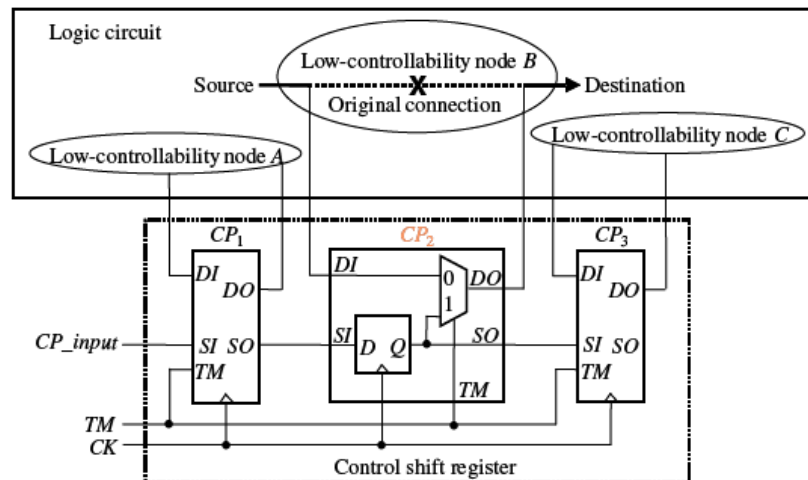 Logic circuit
Low-controllability node B
Source
Destination
Original connection
Low-controllability node A
Low-controllability node C
CP1
CP2
CP3
DI
DO
SI
SO
TM
DI
0
1
DO
SI
D
Q
SO
TM
DI
DO
SI
SO
TM
CP_input
TM
CK
Control shift register